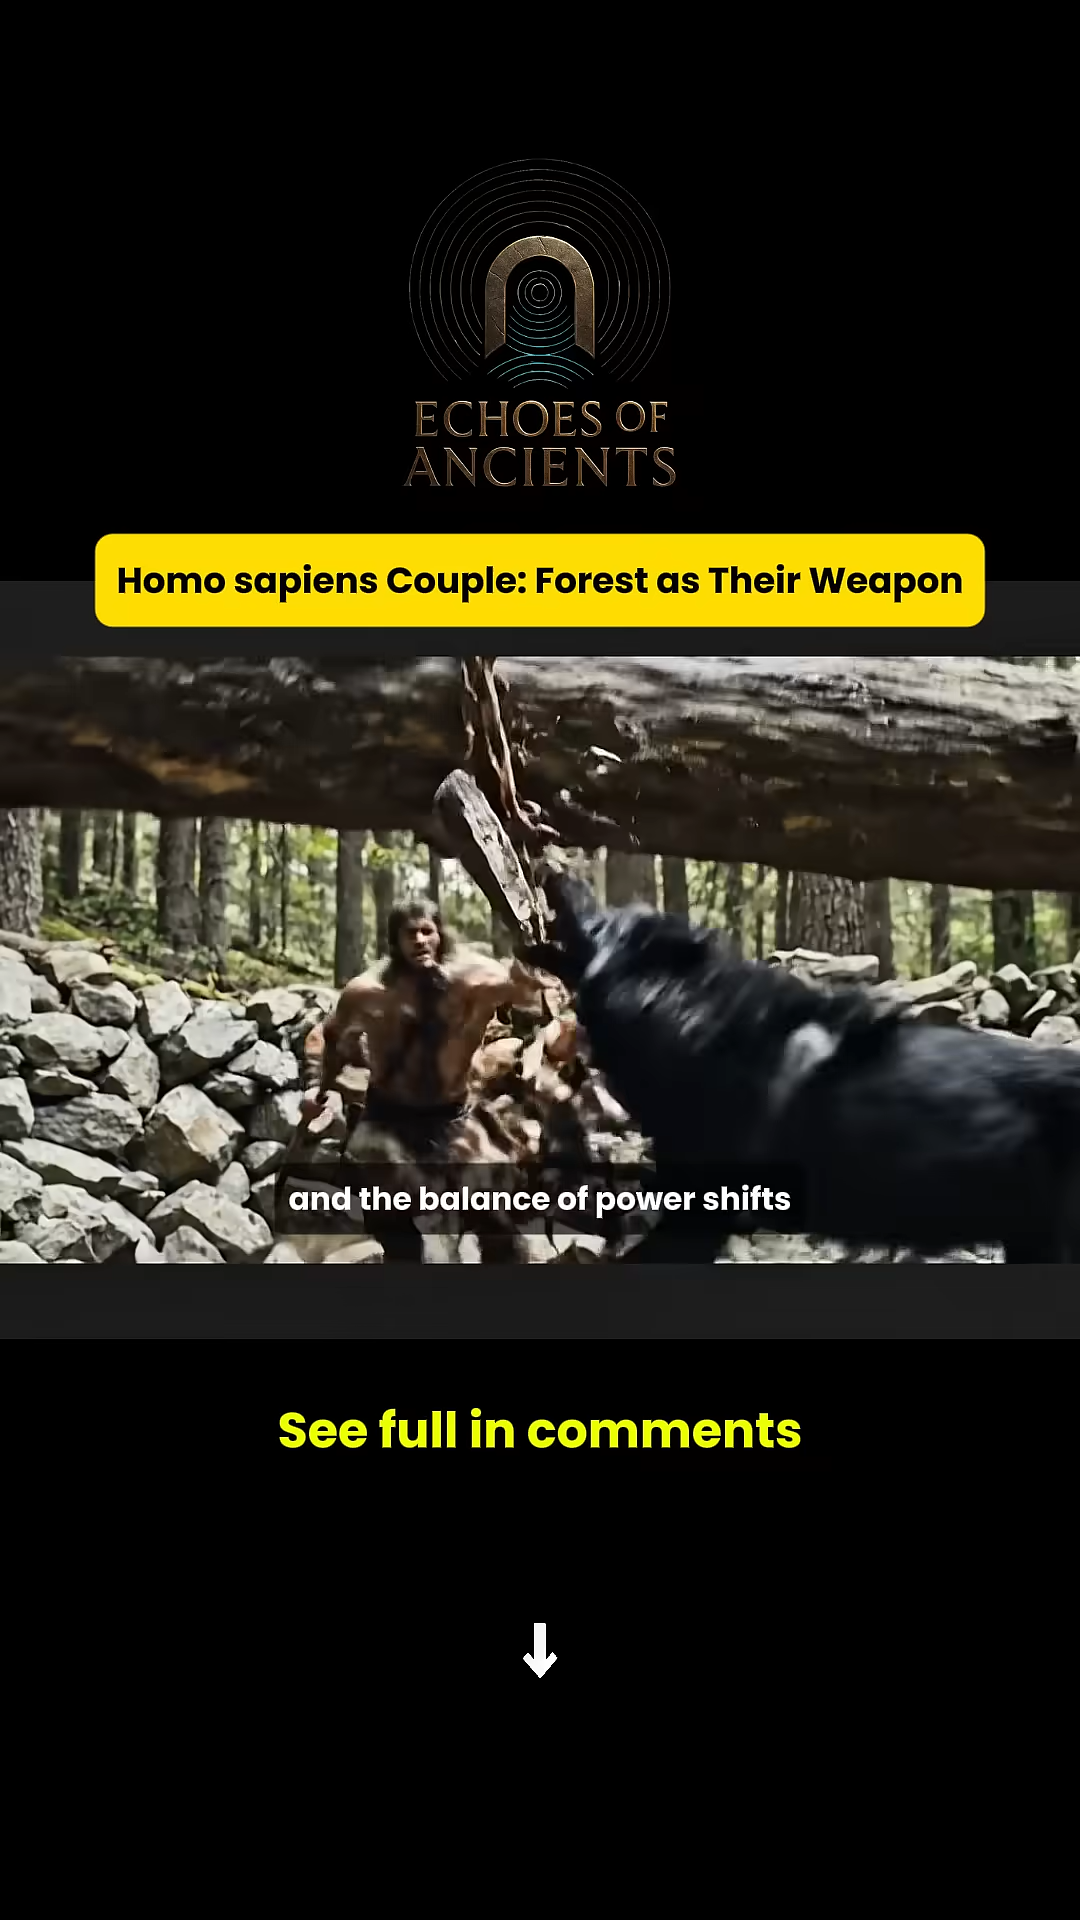 ECHOES OF
ANCIENTS
Homo sapiens Couple: Forest as Their Weapon
and the balance of power shifts
See full in comments